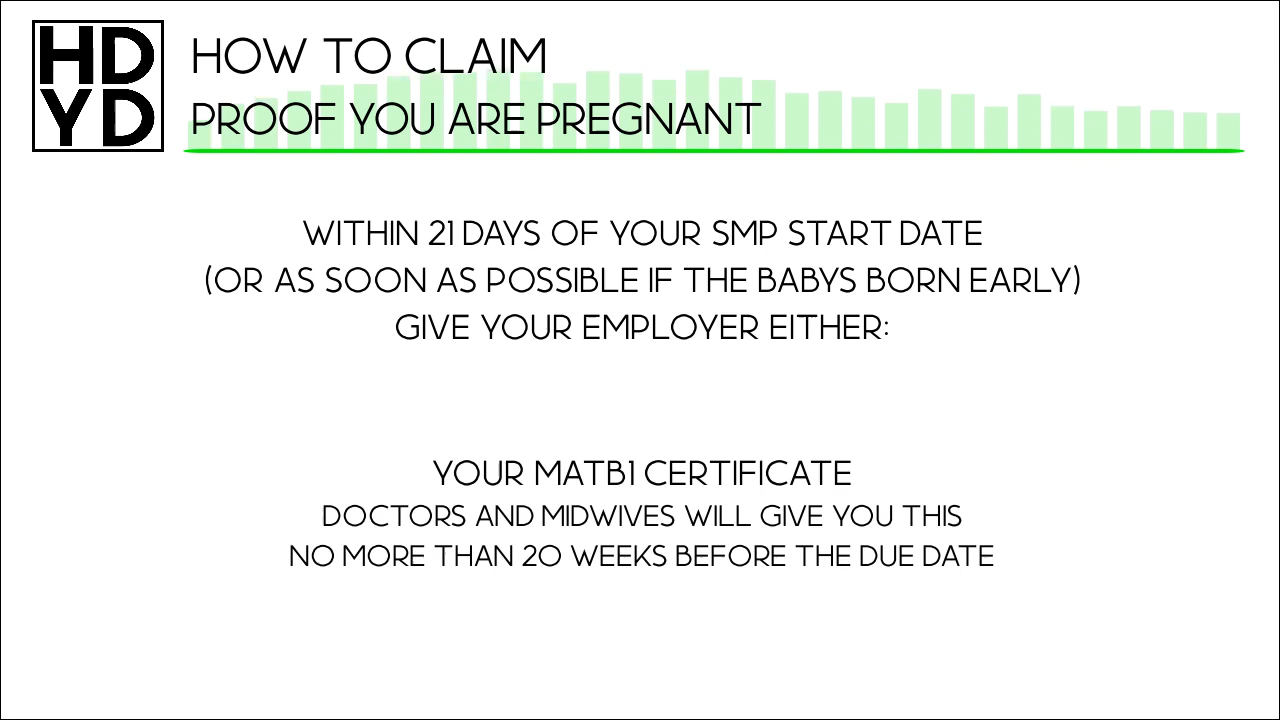 HD
YD
HOW TO CLAIM
PROOF YOU ARE PREGNANT
WITHIN 21 DAYS OF YOUR SMP START DATE
(OR AS SOON AS POSSIBLE IF THE BABYS BORN EARLY)
GIVE YOUR EMPLOYER EITHER:
YOUR MATB1 CERTIFICATE
DOCTORS AND MIDWIVES WILL GIVE YOU THIS
NO MORE THAN 20 WEEKS BEFORE THE DUE DATE